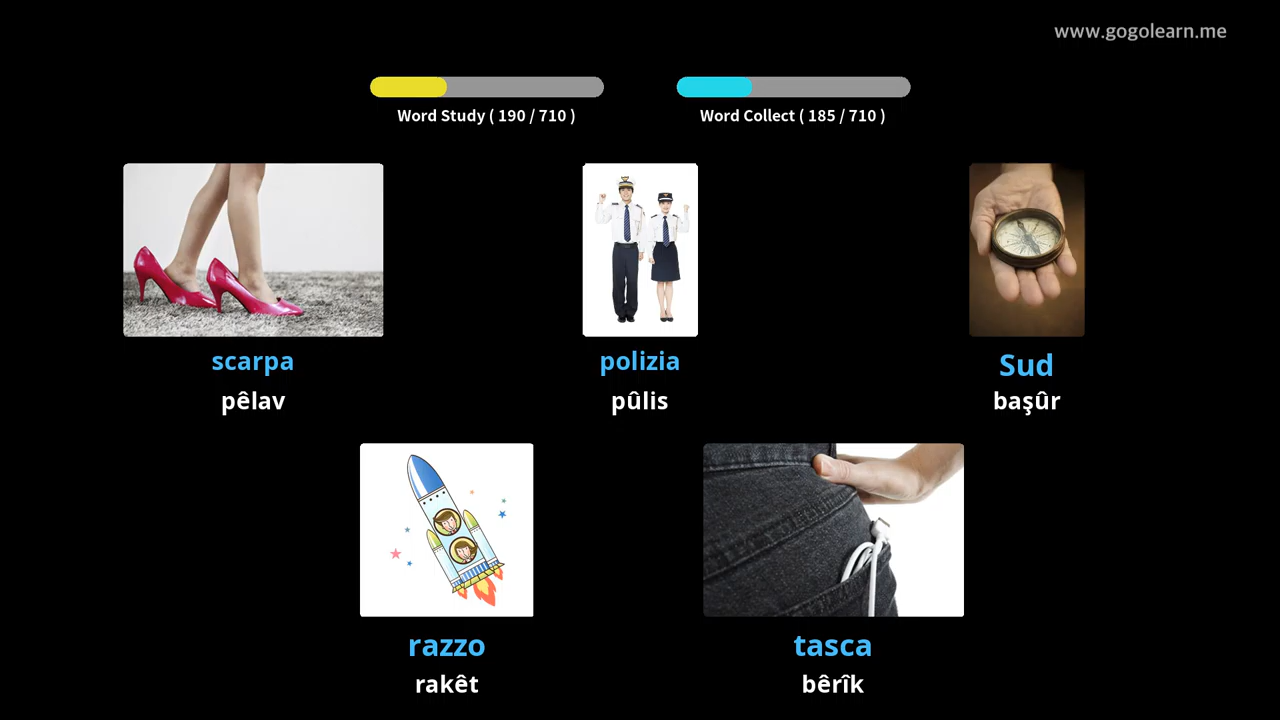 www.gogolearn.me
Word Study ( 190 / 710 )
Word Collect ( 185 / 710 )
scarpa
pêlav
polizia
pûlis
Sud
başûr
razzo
rakêt
tasca
bêrîk